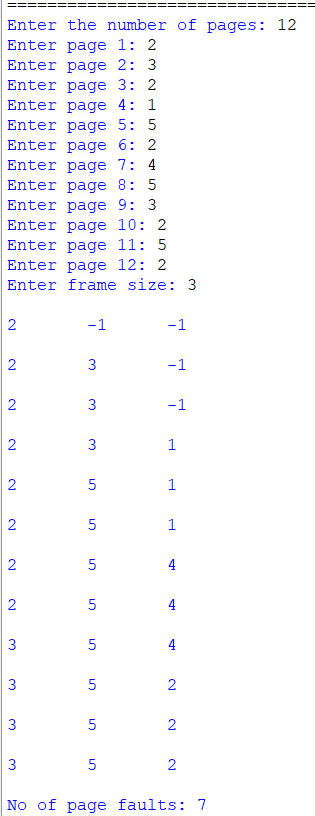 ================================
Enter the number of pages: 12
Enter page 1: 2
Enter page 2: 3
Enter page 3: 2
Enter page 4: 1
Enter page 5: 5
Enter page 6: 2
Enter page 7: 4
Enter page 8: 5
Enter page 9: 3
Enter page 10: 2
Enter page 11: 5
Enter page 12: 2
Enter frame size: 3
2 -1 -1
2 3 -1
2 3 -1
2 3 1
2 5 1
2 5 1
2 5 4
2 5 4
3 5 4
3 5 2
3 5 2
3 5 2
No of page faults: 7